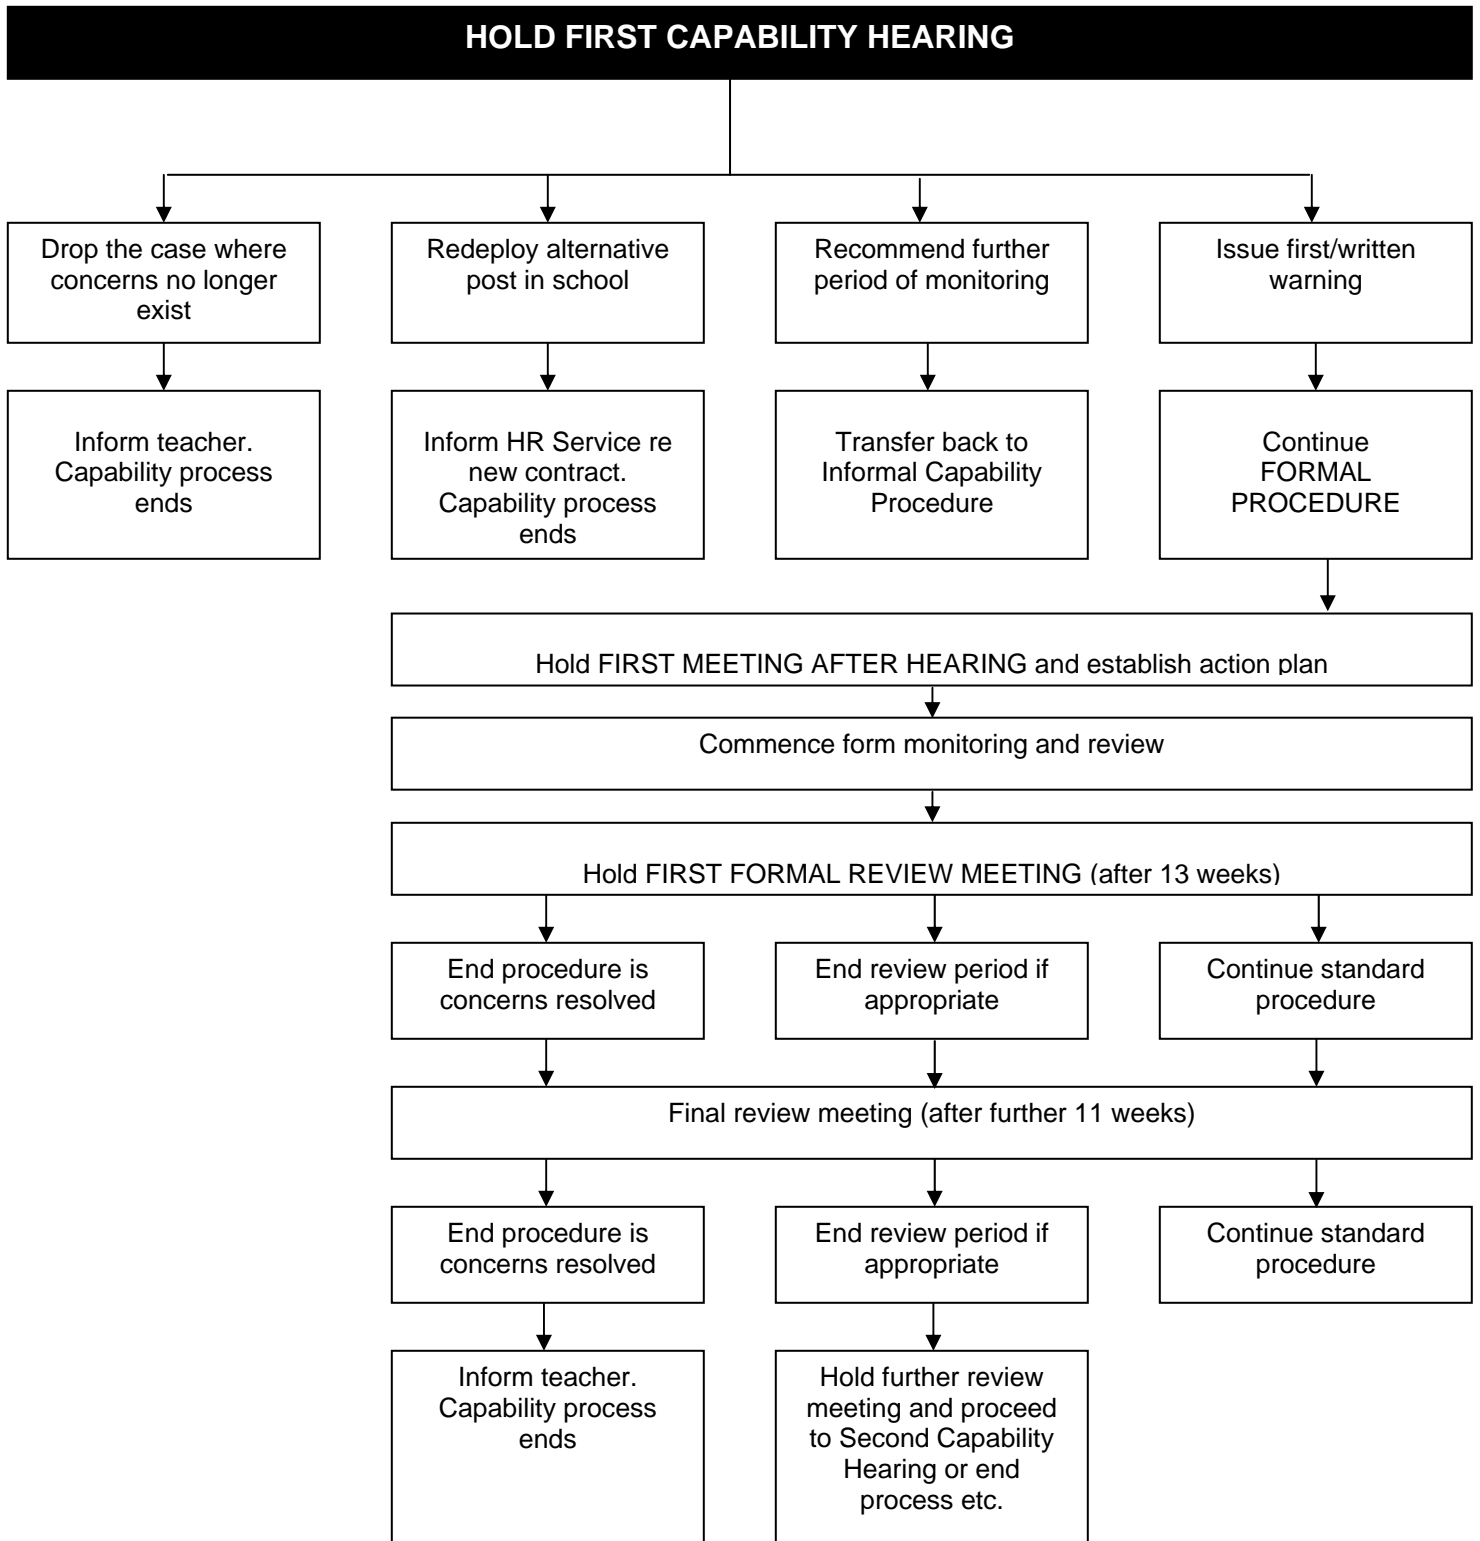 HOLD FIRST CAPABILITY HEARING
Drop the case where
concerns no longer
exist
Redeploy alternative
post in school
Recommend further
period of monitoring
Issue first/written
warning
Inform teacher.
Capability process
ends
Inform HR Service re
new contract.
Capability process
ends
Transfer back to
Informal Capability
Procedure
Continue
FORMAL
PROCEDURE
Hold FIRST MEETING AFTER HEARING and establish action plan
Commence form monitoring and review
Hold FIRST FORMAL REVIEW MEETING (after 13 weeks)
End procedure is
concerns resolved
End review period if
appropriate
Continue standard
procedure
Final review meeting (after further 11 weeks)
End procedure is
concerns resolved
End review period if
appropriate
Continue standard
procedure
Inform teacher.
Capability process
ends
Hold further review
meeting and proceed
to Second Capability
Hearing or end
process etc.